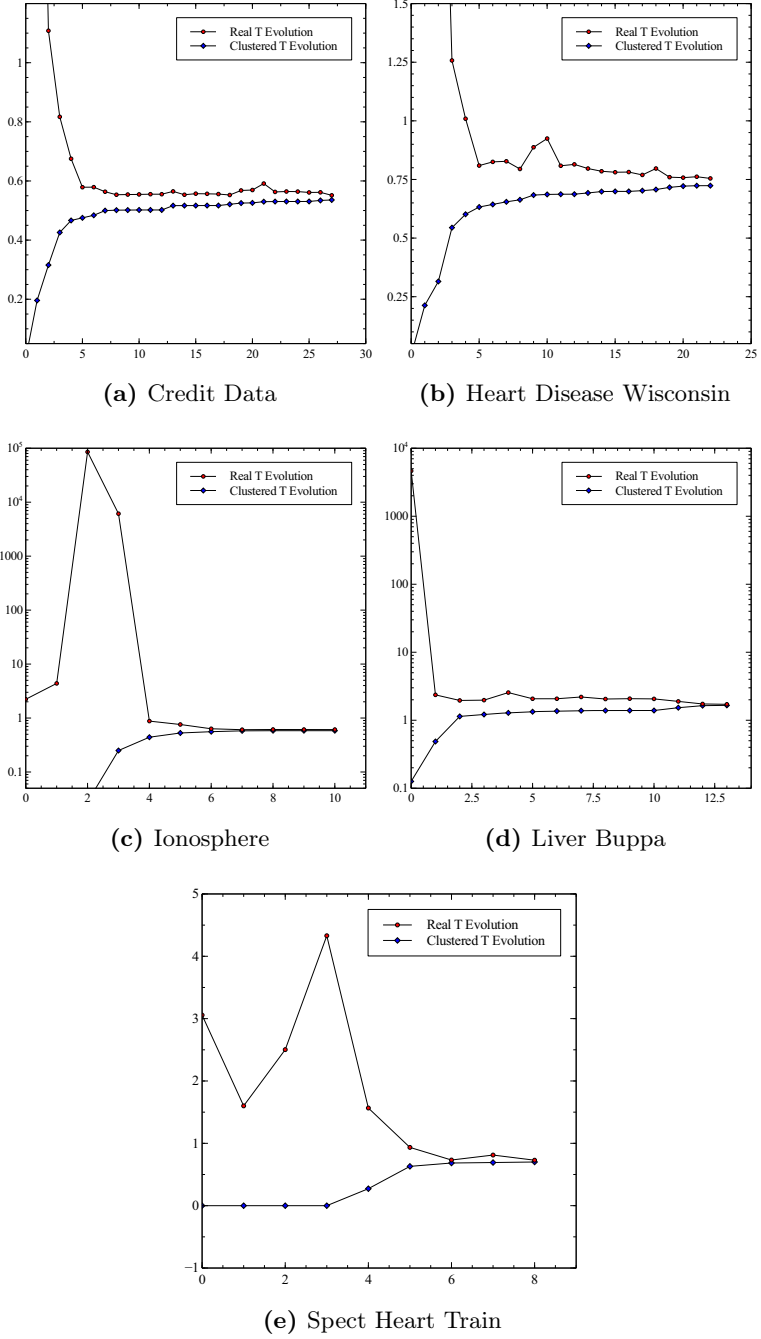 Real T Evolution
Clustered T Evolution
1
0.8
0.6
0.4
0.2
0 5 10 15 20 25 30
(a) Credit Data
Real T Evolution
Clustered T Evolution
1.5
1.25
1
0.75
0.5
0.25
0 5 10 15 20 25
(b) Heart Disease Wisconsin
Real T Evolution
Clustered T Evolution
10^5
10^4
1000
100
10
1
0.1
0 2 4 6 8 10
(c) Ionosphere
Real T Evolution
Clustered T Evolution
10^4
1000
100
10
1
0.1
0 2.5 5 7.5 10 12.5
(d) Liver Buppa
Real T Evolution
Clustered T Evolution
5
4
3
2
1
0
−1
0 2 4 6 8
(e) Spect Heart Train